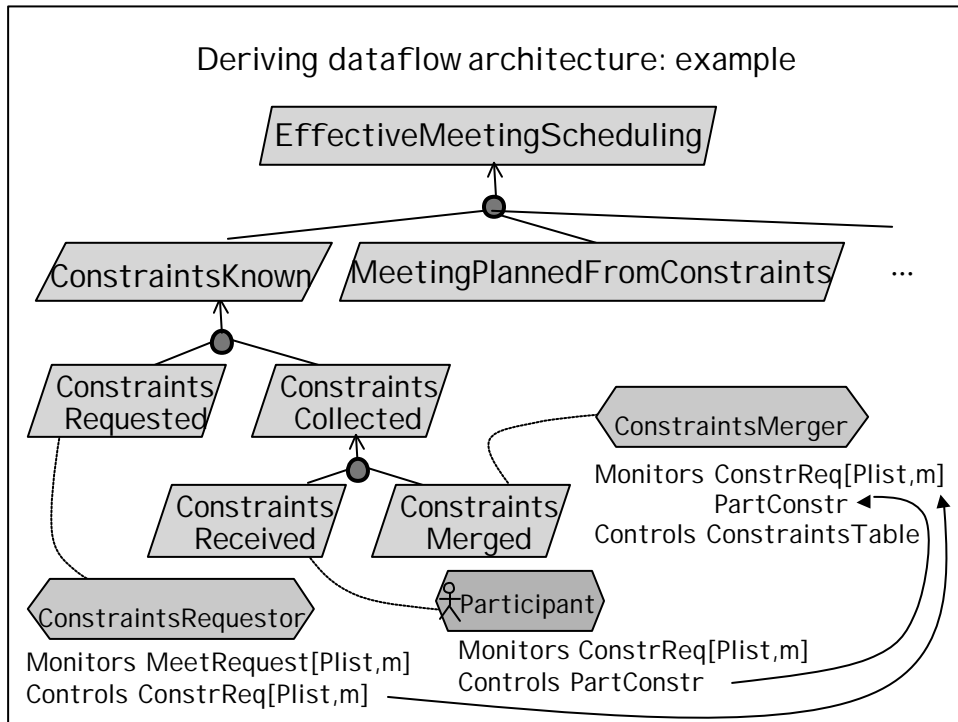 Deriving dataflow architecture: example
EffectiveMeetingScheduling
ConstraintsKnown
MeetingPlannedFromConstraints
...
Constraints
Requested
Constraints
Collected
ConstraintsMerger
Monitors ConstrReq[Plist,m]
PartConstr
Controls ConstraintsTable
Constraints
Received
Constraints
Merged
ConstraintsRequestor
Monitors MeetRequest[Plist,m]
Controls ConstrReq[Plist,m]
Participant
Monitors ConstrReq[Plist,m]
Controls PartConstr